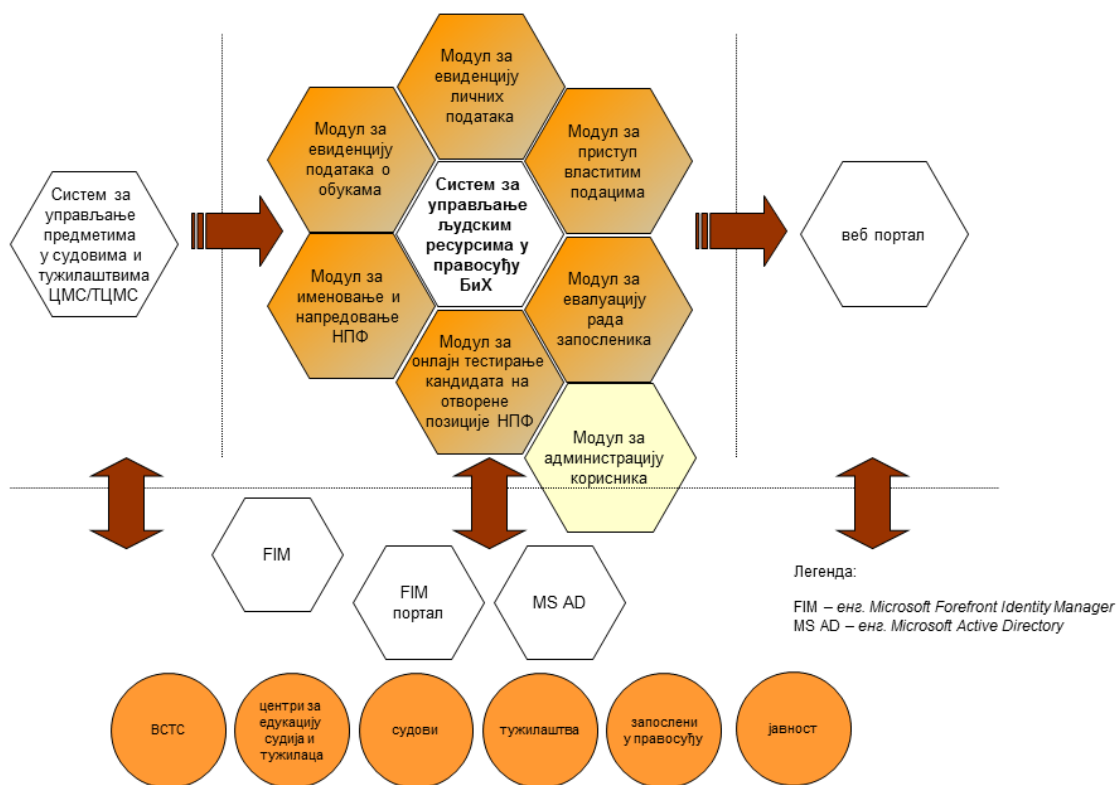 Модул за
евиденцију
личних
података
Модул за
евиденцију
података о
обукама
Модул за
приступ
властитим
подацима
Систем за
управљање
предметима
у судовима и
тужилаштвима
ЦМС/ТЦМС
Систем за
управљање
људским
ресурсима у
правосуђу
БиХ
веб портал
Модул за
именовање и
напредовање
НПФ
Модул за
евалуацију
рада
запосленика
Модул за
онлајн тестирање
кандидата на
отворене
позиције НПФ
Модул за
администрацију
корисника
FIM
FIM
портал
MS AD
Легенда:
FIM – енг. Microsoft Forefront Identity Manager
MS AD – енг. Microsoft Active Directory
ВСТС
центри за
едукацију
судија и
тужилаца
судови
тужилаштва
запослени
у правосуђу
јавност